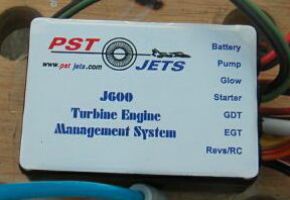 PST JETS
www.pst jets.com
J600
Turbine Engine
Management System
Battery
Pump
Glow
Starter
GDT
EGT
Revs/RC